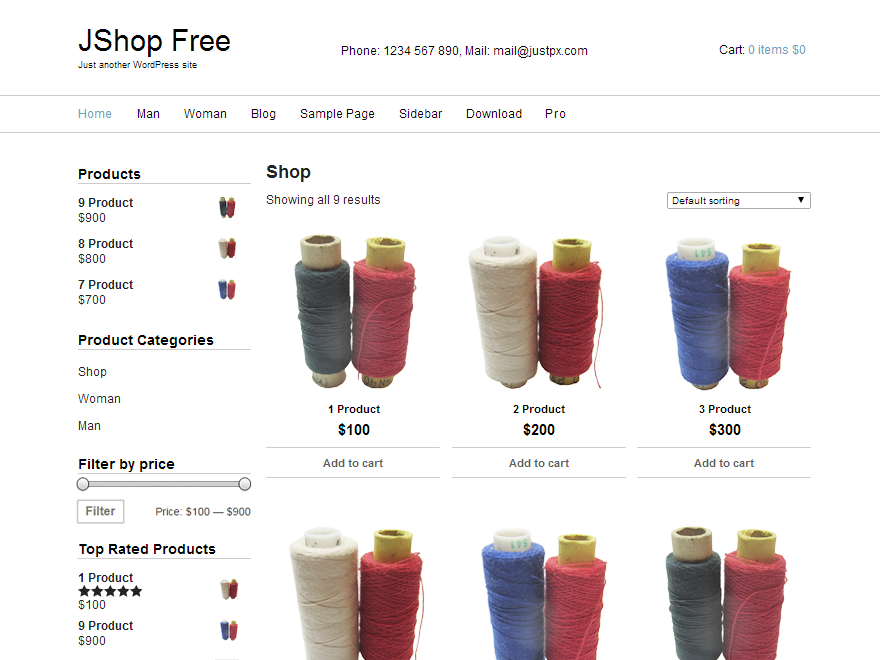 JShop Free
Just another WordPress site
Phone: 1234 567 890, Mail: mail@justpx.com
Cart: 0 items $0
Home Man Woman Blog Sample Page Sidebar Download Pro
Products
9 Product
$900
8 Product
$800
7 Product
$700
Product Categories
Shop
Woman
Man
Filter by price
Filter Price: $100 — $900
Top Rated Products
1 Product
$100
9 Product
$900
Shop
Showing all 9 results
Default sorting
1 Product
$100
Add to cart
2 Product
$200
Add to cart
3 Product
$300
Add to cart